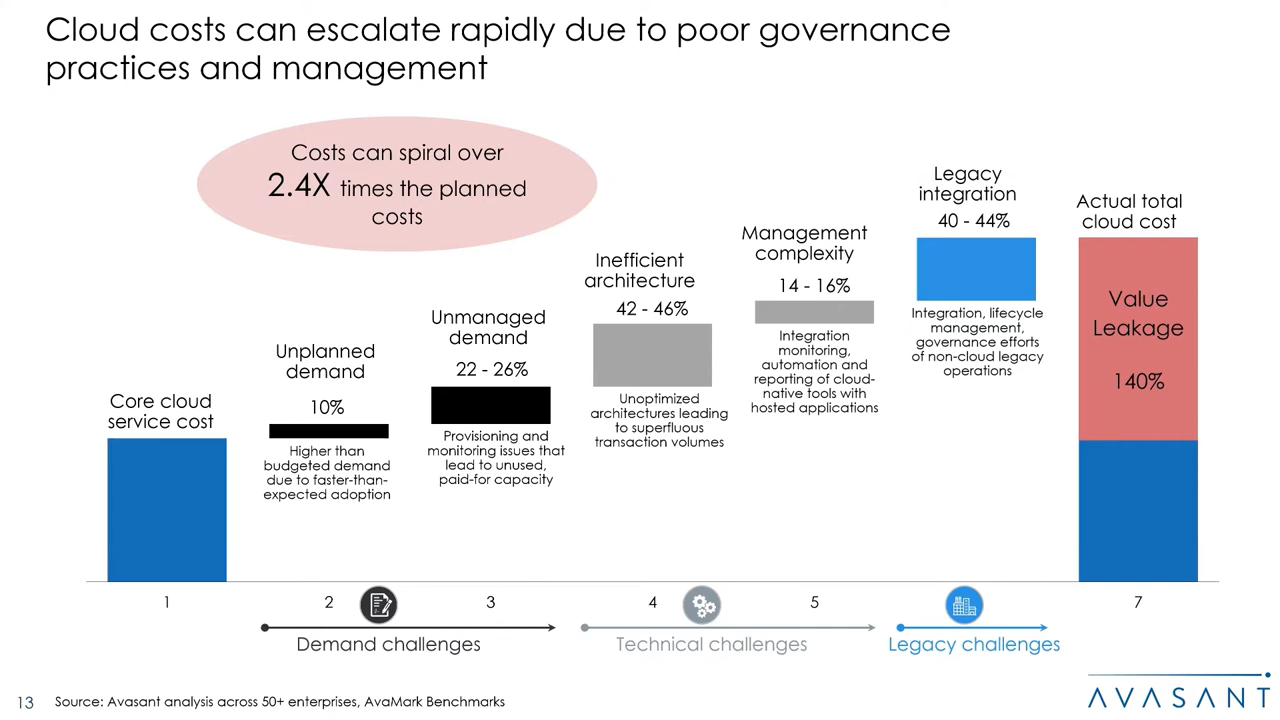 Cloud costs can escalate rapidly due to poor governance
practices and management
Costs can spiral over
2.4X times the planned
costs
Core cloud
service cost
Unplanned
demand
10%
Higher than
budgeted demand
due to faster-than-
expected adoption
Unmanaged
demand
22 - 26%
Provisioning and
monitoring issues that
lead to unused,
paid-for capacity
Inefficient
architecture
42 - 46%
Unoptimized
architectures leading
to superfluous
transaction volumes
Management
complexity
14 - 16%
Integration
monitoring,
automation and
reporting of cloud-
native tools with
hosted applications
Legacy
integration
40 - 44%
Integration, lifecycle
management,
governance efforts
of non-cloud legacy
operations
Actual total
cloud cost
Value
Leakage
140%
1
2
3
4
5
7
Demand challenges
Technical challenges
Legacy challenges
13
Source: Avasant analysis across 50+ enterprises, AvaMark Benchmarks
AVASANT